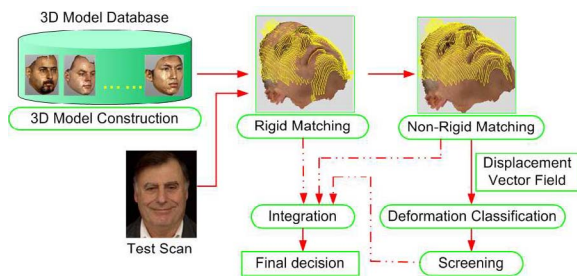 3D Model Database
3D Model Construction
Rigid Matching
Non-Rigid Matching
Displacement
Vector Field
Test Scan
Integration
Deformation Classification
Final decision
Screening